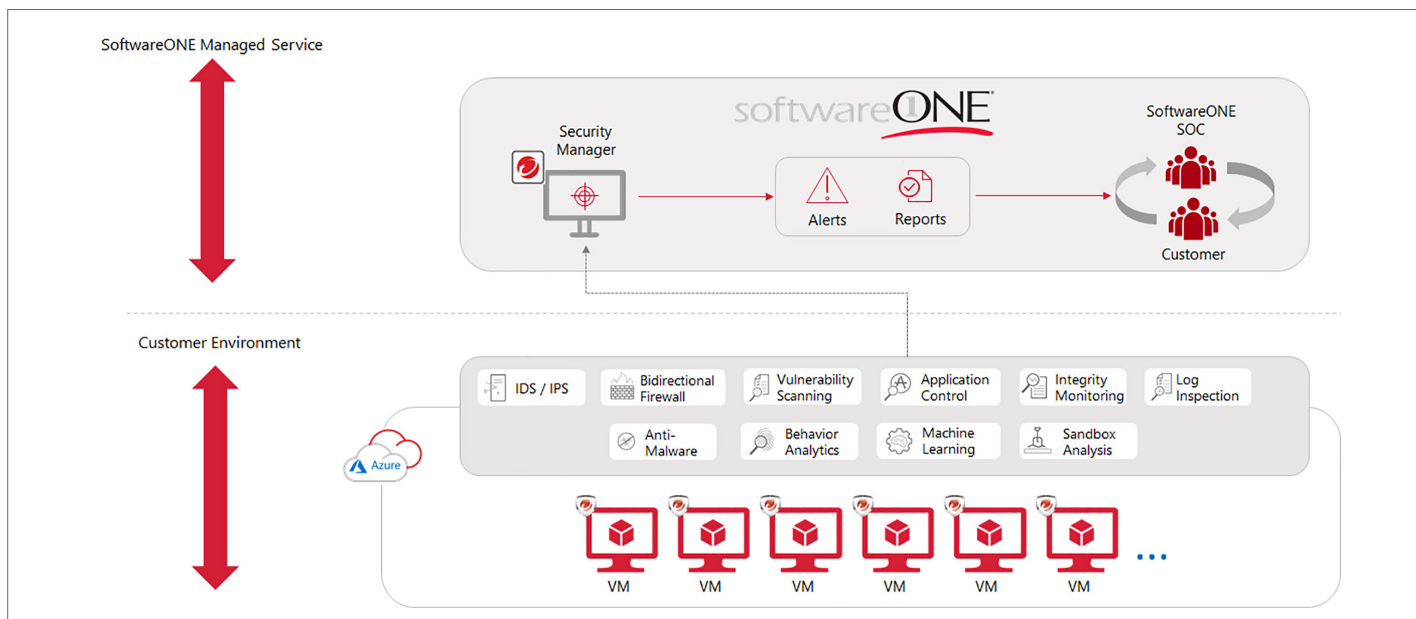 SoftwareONE Managed Service
software1ONE®
SoftwareONE
SOC
Security
Manager
Alerts
Reports
Customer
Customer Environment
IDS / IPS
Bidirectional
Firewall
Vulnerability
Scanning
Application
Control
Integrity
Monitoring
Log
Inspection
Anti-
Malware
Behavior
Analytics
Machine
Learning
Sandbox
Analysis
Azure
VM
VM
VM
VM
VM
VM